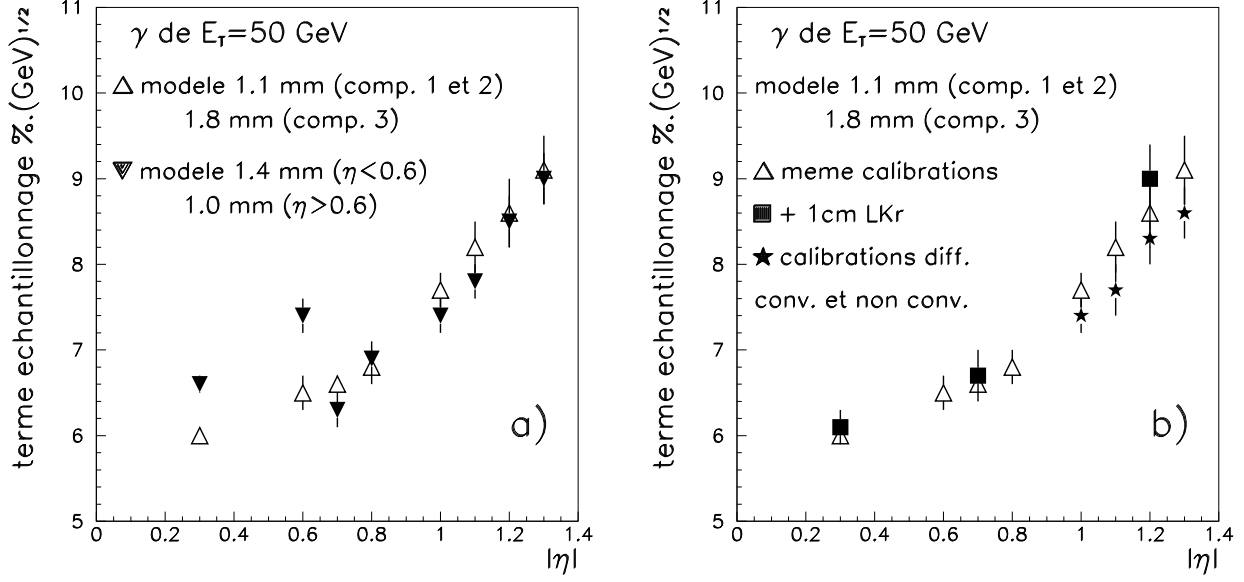 γ de E_T=50 GeV
△ modele 1.1 mm (comp. 1 et 2)
1.8 mm (comp. 3)
▼ modele 1.4 mm (η<0.6)
1.0 mm (η>0.6)
a)
terme echantillonnage %.(GeV)^1/2
11
10
9
8
7
6
5
0 0.2 0.4 0.6 0.8 1 1.2 1.4
|η|
γ de E_T=50 GeV
modele 1.1 mm (comp. 1 et 2)
1.8 mm (comp. 3)
△ meme calibrations
■ + 1cm LKr
★ calibrations diff.
conv. et non conv.
b)
terme echantillonnage %.(GeV)^1/2
11
10
9
8
7
6
5
0 0.2 0.4 0.6 0.8 1 1.2 1.4
|η|